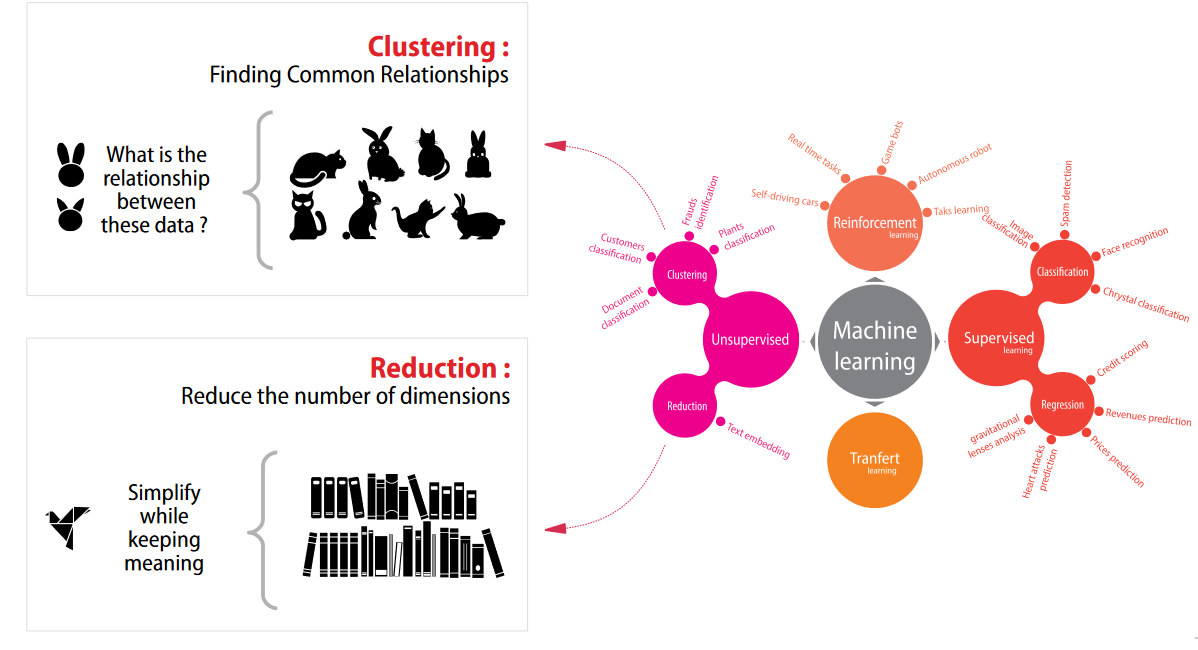 Clustering :
Finding Common Relationships
What is the
relationship
between
these data ?
Reduction :
Reduce the number of dimensions
Simplify
while
keeping
meaning
Machine
learning
Reinforcement
learning
Self-driving cars
Real time tasks
Game bots
Autonomous robot
Taks learning
Unsupervised
Clustering
Document
classification
Customers
classification
Frauds
identification
Plants
classification
Reduction
Text embedding
Supervised
learning
Classification
Image
classification
Spam detection
Face recognition
Chrystal classification
Regression
Credit scoring
Revenues prediction
Prices prediction
Heart attacks
prediction
gravitational
lenses analysis
Tranfert
learning